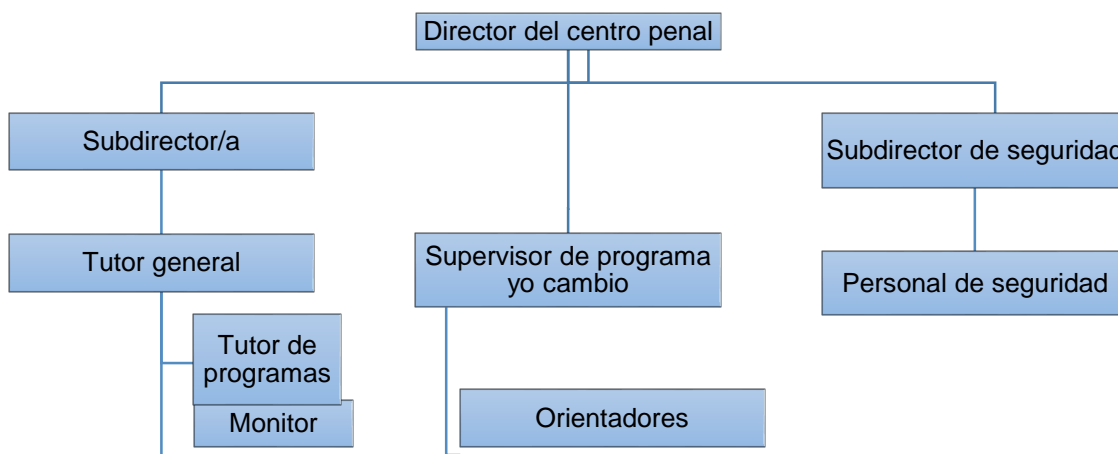 Director del centro penal
Subdirector/a
Subdirector de seguridad
Tutor general
Supervisor de programa
yo cambio
Personal de seguridad
Tutor de
programas
Monitor
Orientadores